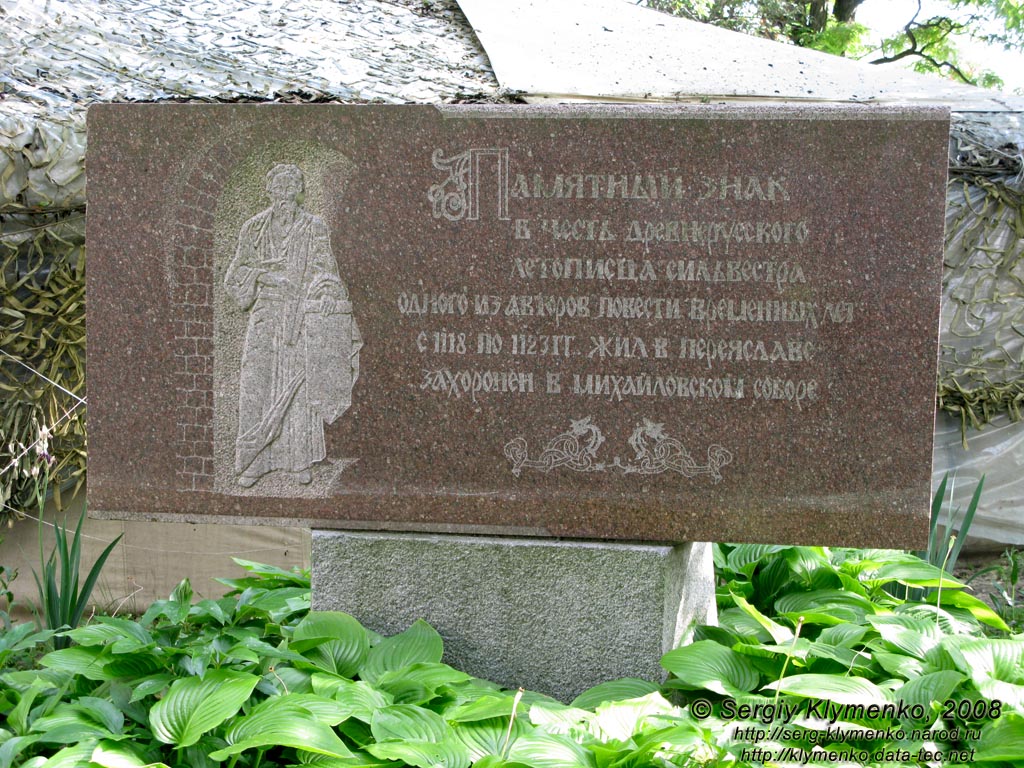 Памятный знак
в честь древнерусского
летописца Сильвестра
одного из авторов повести "временных лет"
с 1118 по 1123 гг. жил в Переяславе
захоронен в Михайловском соборе
© Sergiy Klymenko, 2008
http://serg-klymenko.narod.ru
http://klymenko.data-tec.net